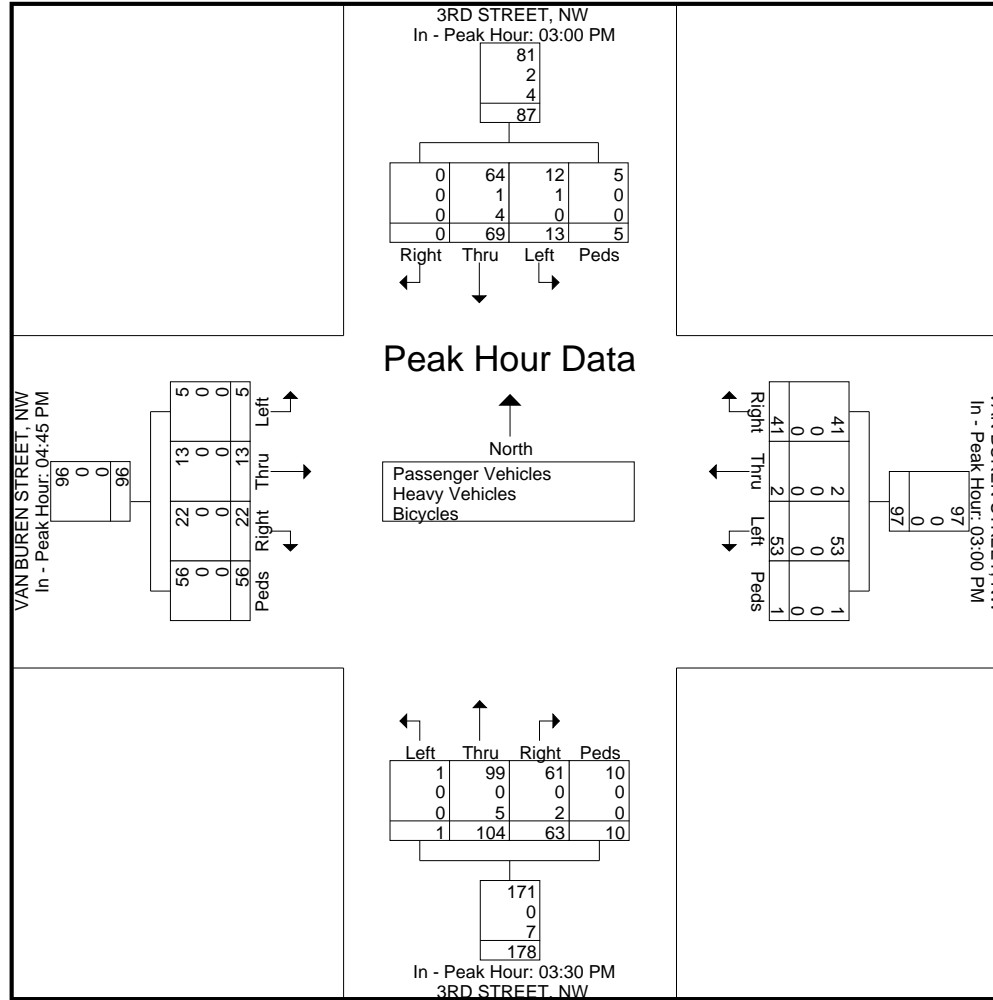 3RD STREET, NW
In - Peak Hour: 03:00 PM
81
2
4
87
0 64 12 5
0 1 1 0
0 4 0 0
0 69 13 5
Right Thru Left Peds
Peak Hour Data
North
Passenger Vehicles
Heavy Vehicles
Bicycles
VAN BUREN STREET, NW
In - Peak Hour: 04:45 PM
96
0
0
96
5 0 0 5
13 0 0 13
22 0 0 22
56 0 0 56
Left Thru Right Peds
In - Peak Hour: 03:00 PM
97
0
0
97
41 0 0 41
2 0 0 2
53 0 0 53
1 0 0 1
Right Thru Left Peds
Left Thru Right Peds
1 99 61 10
0 0 0 0
0 5 2 0
1 104 63 10
171
0
7
178
In - Peak Hour: 03:30 PM
3RD STREET, NW